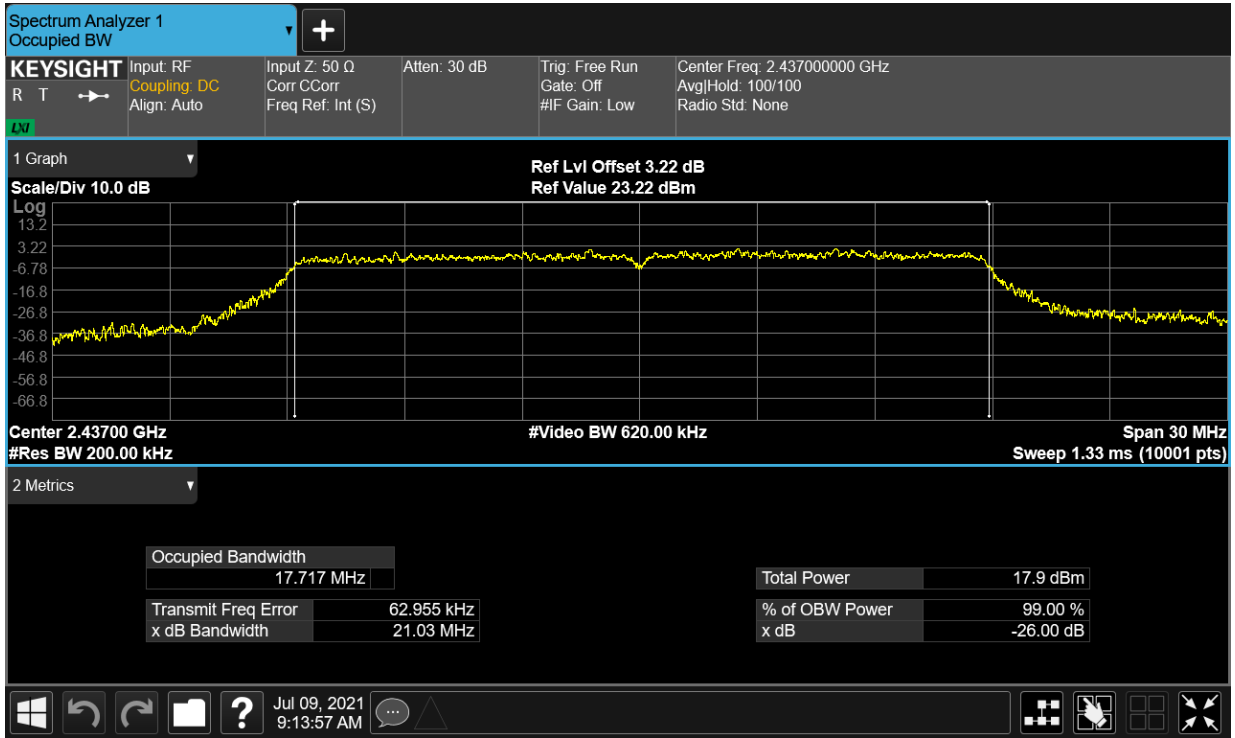 Spectrum Analyzer 1
Occupied BW
KEYSIGHT
R T
LXI
Input: RF
Coupling: DC
Align: Auto
Input Z: 50 Ω
Corr CCorr
Freq Ref: Int (S)
Atten: 30 dB
Trig: Free Run
Gate: Off
#IF Gain: Low
Center Freq: 2.437000000 GHz
Avg|Hold: 100/100
Radio Std: None
1 Graph
Scale/Div 10.0 dB
Ref Lvl Offset 3.22 dB
Ref Value 23.22 dBm
Log
13.2
3.22
-6.78
-16.8
-26.8
-36.8
-46.8
-56.8
-66.8
Center 2.43700 GHz
#Res BW 200.00 kHz
#Video BW 620.00 kHz
Span 30 MHz
Sweep 1.33 ms (10001 pts)
2 Metrics
Occupied Bandwidth
17.717 MHz
Transmit Freq Error 62.955 kHz
x dB Bandwidth 21.03 MHz
Total Power 17.9 dBm
% of OBW Power 99.00 %
x dB -26.00 dB
?
Jul 09, 2021
9:13:57 AM